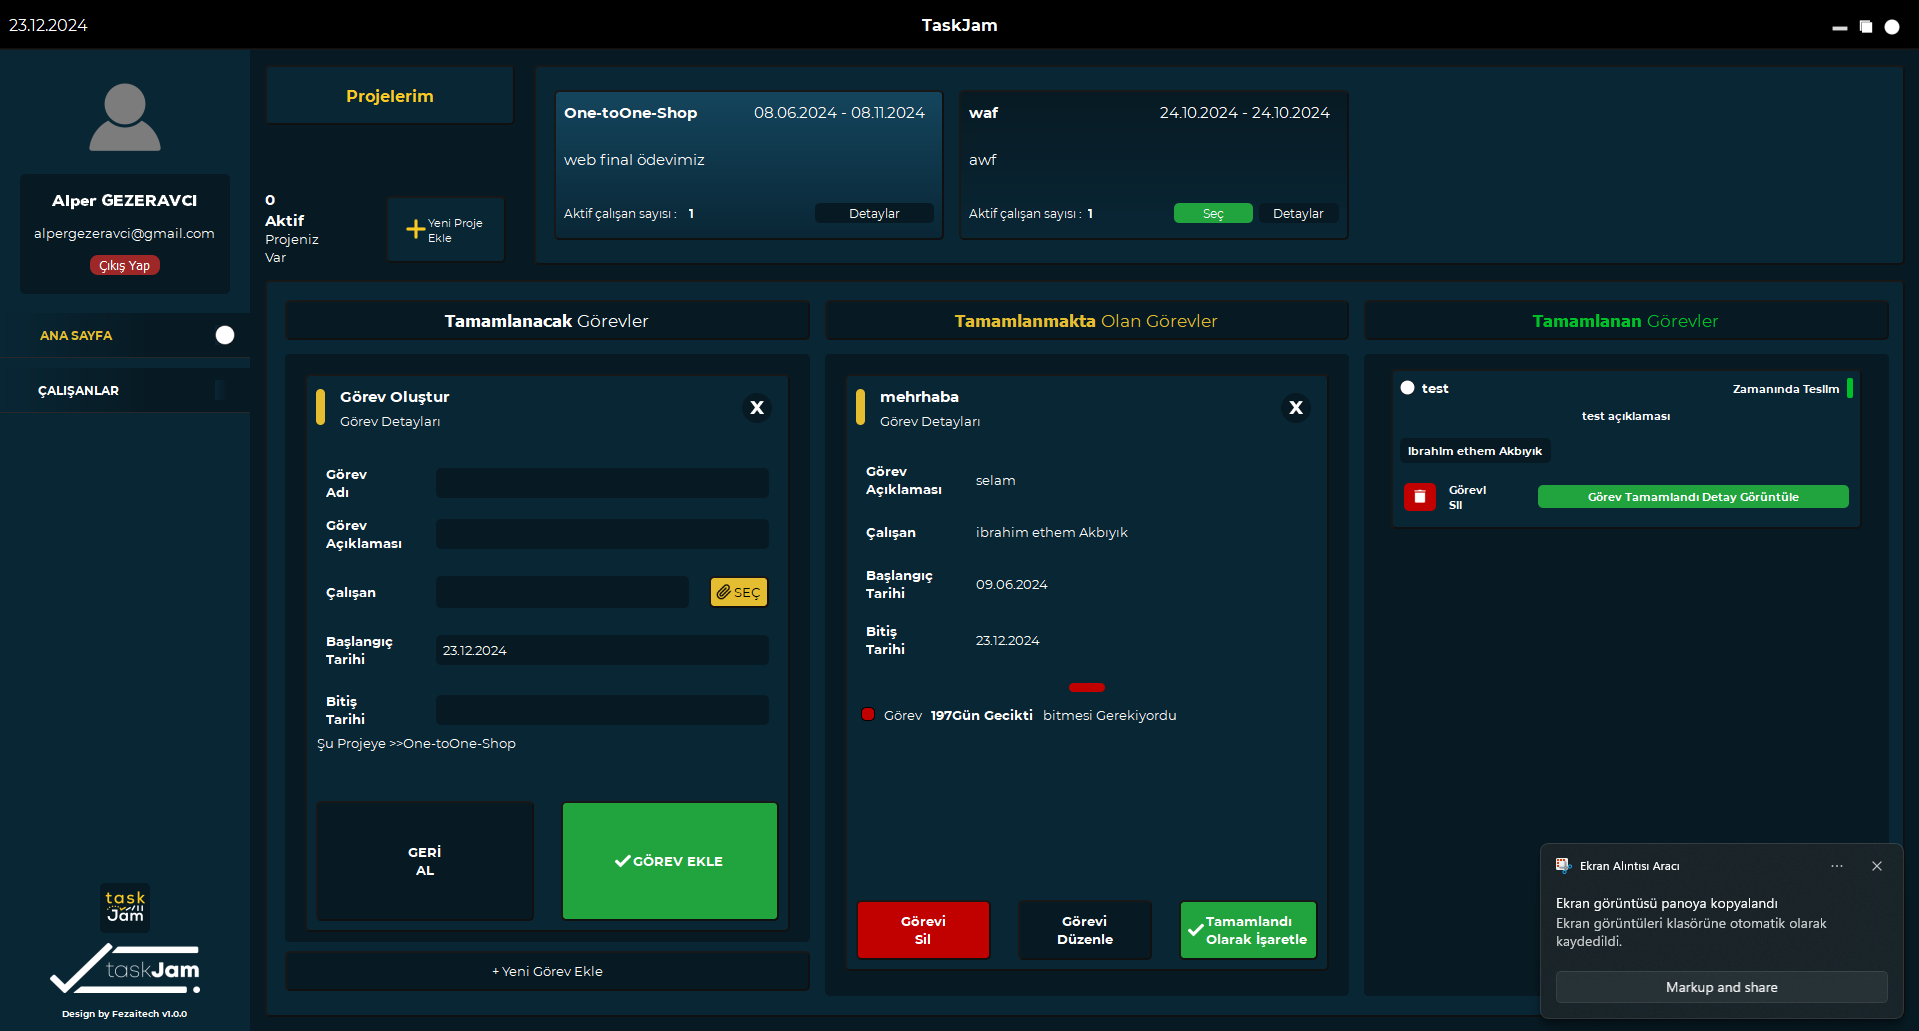 23.12.2024
TaskJam
Alper GEZERAVCI
alpergezeravci@gmail.com
Çıkış Yap
ANA SAYFA
ÇALIŞANLAR
task
Jam
taskJam
Design by Fezaitech v1.0.0
Projelerim
0
Aktif
Projeniz
Var
Yeni Proje
Ekle
One-toOne-Shop
08.06.2024 - 08.11.2024
web final ödevimiz
Aktif çalışan sayısı : 1
Detaylar
waf
24.10.2024 - 24.10.2024
awf
Aktif çalışan sayısı : 1
Seç
Detaylar
Tamamlanacak Görevler
Görev Oluştur
Görev Detayları
X
Görev
Adı
Görev
Açıklaması
Çalışan
SEÇ
Başlangıç
Tarihi
23.12.2024
Bitiş
Tarihi
Şu Projeye >>One-toOne-Shop
GERİ
AL
GÖREV EKLE
+ Yeni Görev Ekle
Tamamlanmakta Olan Görevler
mehrhaba
Görev Detayları
X
Görev
Açıklaması
selam
Çalışan
ibrahim ethem Akbıyık
Başlangıç
Tarihi
09.06.2024
Bitiş
Tarihi
23.12.2024
Görev 197Gün Gecikti bitmesi Gerekiyordu
Görevi
Sil
Görevi
Düzenle
Tamamlandı
Olarak İşaretle
Tamamlanan Görevler
test
Zamanında Teslim
test açıklaması
ibrahim ethem Akbıyık
Görevi
Sil
Görev Tamamlandı Detay Görüntüle
Ekran Alıntısı Aracı
Ekran görüntüsü panoya kopyalandı
Ekran görüntüleri klasörüne otomatik olarak
kaydedildi.
Markup and share